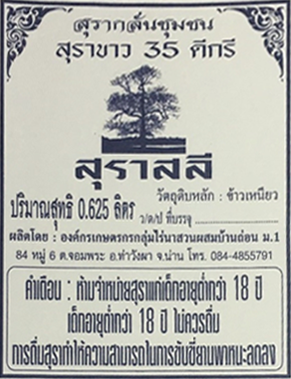 สุรากลั่นชุมชน
สุราขาว 35 ดีกรี
สุราสลี
วัตถุดิบหลัก : ข้าวเหนียว
ปริมาณสุทธิ 0.625 ลิตร ว/ด/ป ที่บรรจุ
ผลิตโดย : องค์กรเกษตรกรกลุ่มไร่นาสวนผสมบ้านถ่อน ม.1
84 หมู่ 6 ต.จอมพระ อ.ท่าวังผา จ.น่าน โทร. 084-4855791
คำเตือน : ห้ามจำหน่ายสุราแก่เด็กอายุต่ำกว่า 18 ปี
เด็กอายุต่ำกว่า 18 ปี ไม่ควรดื่ม
การดื่มสุราทำให้ความสามารถในการขับขี่ยานพาหนะลดลง